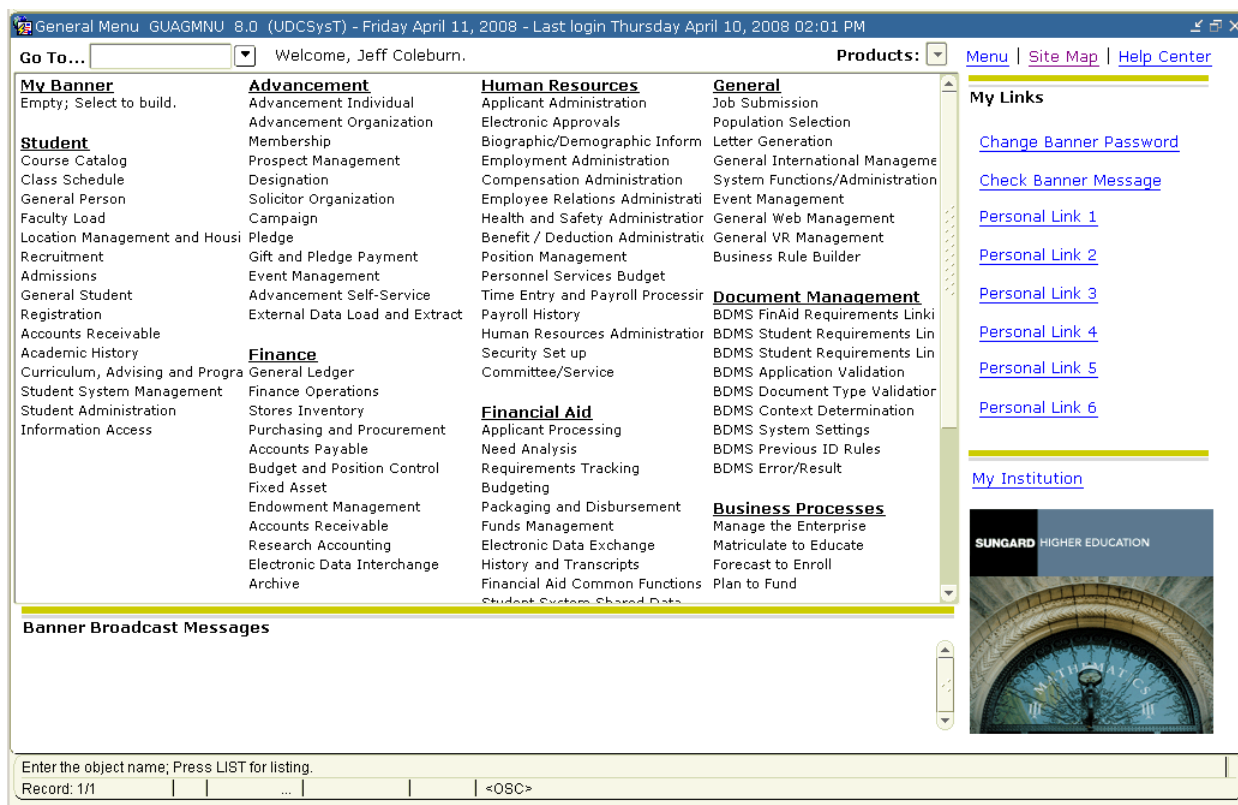 General Menu GUAGMNU 8.0 (UDCSysT) - Friday April 11, 2008 - Last login Thursday April 10, 2008 02:01 PM
Go To...
Welcome, Jeff Coleburn.
Products:
Menu | Site Map | Help Center
My Banner
Empty; Select to build.
Student
Course Catalog
Class Schedule
General Person
Faculty Load
Location Management and Housi
Recruitment
Admissions
General Student
Registration
Accounts Receivable
Academic History
Curriculum, Advising and Progra
Student System Management
Student Administration
Information Access
Advancement
Advancement Individual
Advancement Organization
Membership
Prospect Management
Designation
Solicitor Organization
Campaign
Pledge
Gift and Pledge Payment
Event Management
Advancement Self-Service
External Data Load and Extract
Finance
General Ledger
Finance Operations
Stores Inventory
Purchasing and Procurement
Accounts Payable
Budget and Position Control
Fixed Asset
Endowment Management
Accounts Receivable
Research Accounting
Electronic Data Interchange
Archive
Human Resources
Applicant Administration
Electronic Approvals
Biographic/Demographic Inform
Employment Administration
Compensation Administration
Employee Relations Administrati
Health and Safety Administration
Benefit / Deduction Administratic
Position Management
Personnel Services Budget
Time Entry and Payroll Processin
Payroll History
Human Resources Administration
Security Set up
Committee/Service
Financial Aid
Applicant Processing
Need Analysis
Requirements Tracking
Budgeting
Packaging and Disbursement
Funds Management
Electronic Data Exchange
History and Transcripts
Financial Aid Common Functions
Student System Shared Data
General
Job Submission
Population Selection
Letter Generation
General International Manageme
System Functions/Administration
Event Management
General Web Management
General VR Management
Business Rule Builder
Document Management
BDMS FinAid Requirements Linki
BDMS Student Requirements Lin
BDMS Student Requirements Lin
BDMS Application Validation
BDMS Document Type Validation
BDMS Context Determination
BDMS System Settings
BDMS Previous ID Rules
BDMS Error/Result
Business Processes
Manage the Enterprise
Matriculate to Educate
Forecast to Enroll
Plan to Fund
My Links
Change Banner Password
Check Banner Message
Personal Link 1
Personal Link 2
Personal Link 3
Personal Link 4
Personal Link 5
Personal Link 6
My Institution
SUNGARD HIGHER EDUCATION
MATHEMATICS
Banner Broadcast Messages
Enter the object name; Press LIST for listing.
Record: 1/1 ... <OSC>